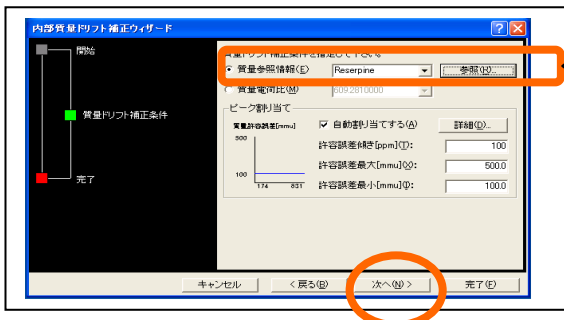 内部質量ドリフト補正ウィザード
開始
質量ドリフト補正条件を指定して下さい。
質量参照情報(E) Reserpine 参照(R)...
質量電荷比(M) 609.2810000
質量ドリフト補正条件
ピーク割り当て
質量許容誤差[mmu] 自動割り当てする(A) 詳細(D)...
500
許容誤差傾き[ppm](T): 100
許容誤差最大[mmu](X): 500.0
100
許容誤差最小[mmu](I): 100.0
174 831
完了
キャンセル < 戻る(B) 次へ(N) > 完了(F)